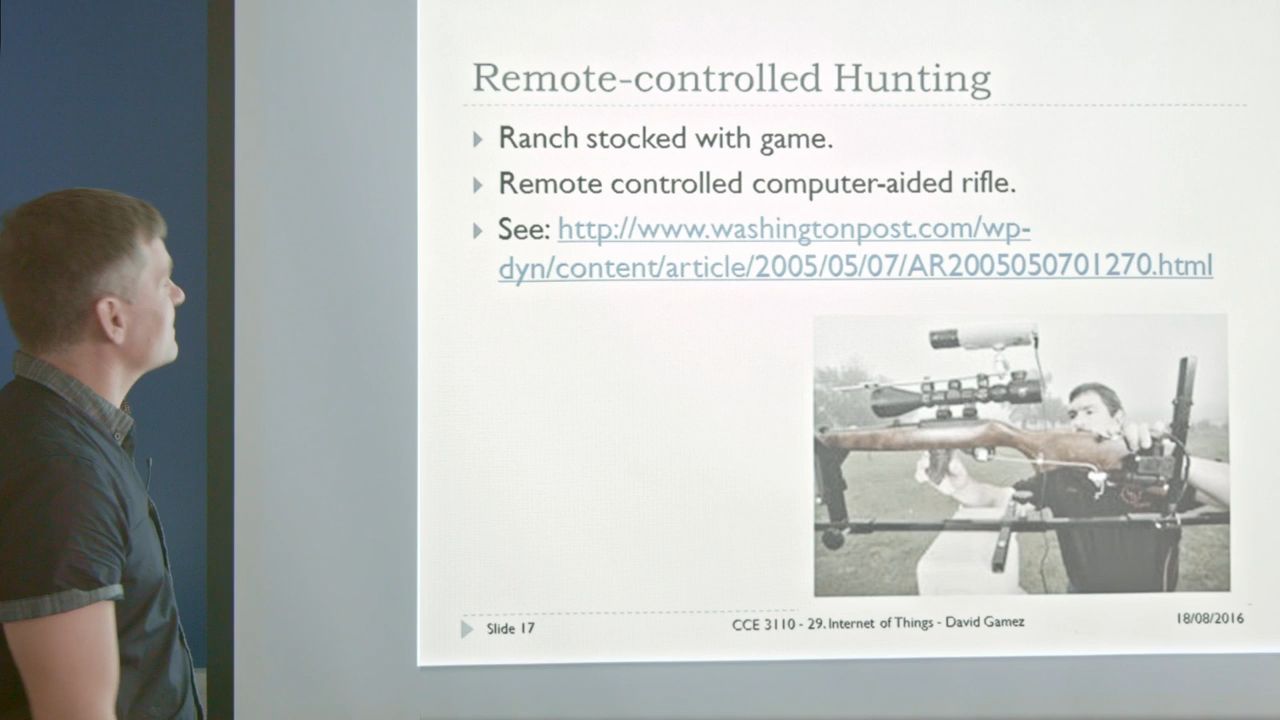 Remote-controlled Hunting
Ranch stocked with game.
Remote controlled computer-aided rifle.
See: http://www.washingtonpost.com/wp-
dyn/content/article/2005/05/07/AR2005050701270.html
Slide 17
CCE 3110 - 29. Internet of Things - David Gamez
18/08/2016